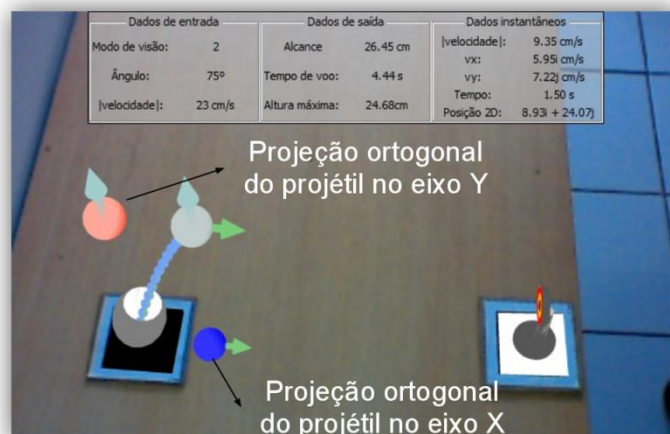 Dados de entrada
Modo de visão: 2
Ângulo: 75º
|velocidade|: 23 cm/s
Dados de saída
Alcance 26.45 cm
Tempo de voo: 4.44 s
Altura máxima: 24.68cm
Dados instantâneos
|velocidade|: 9.35 cm/s
vx: 5.95i cm/s
vy: 7.22j cm/s
Tempo: 1.50 s
Posição 2D: 8.93i + 24.07j
Projeção ortogonal
do projétil no eixo Y
Projeção ortogonal
do projétil no eixo X